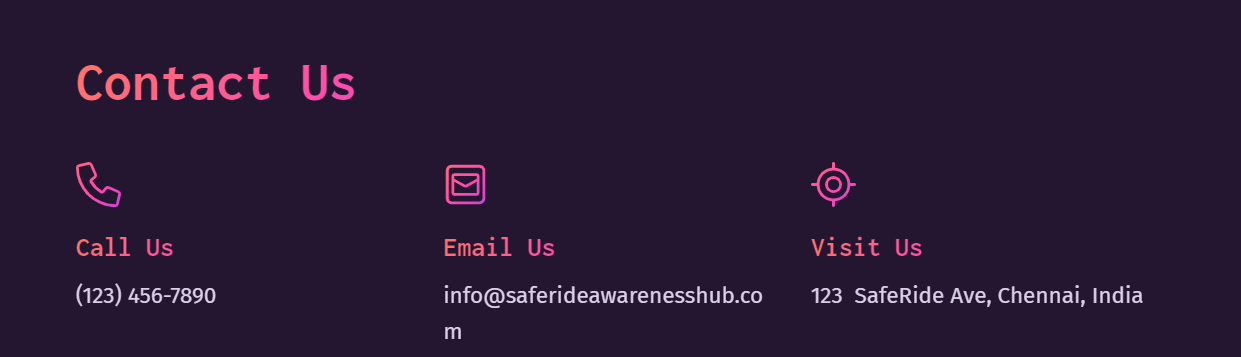 Contact Us
Call Us
(123) 456-7890
Email Us
info@saferideawarenesshub.co
m
Visit Us
123  SafeRide Ave, Chennai, India